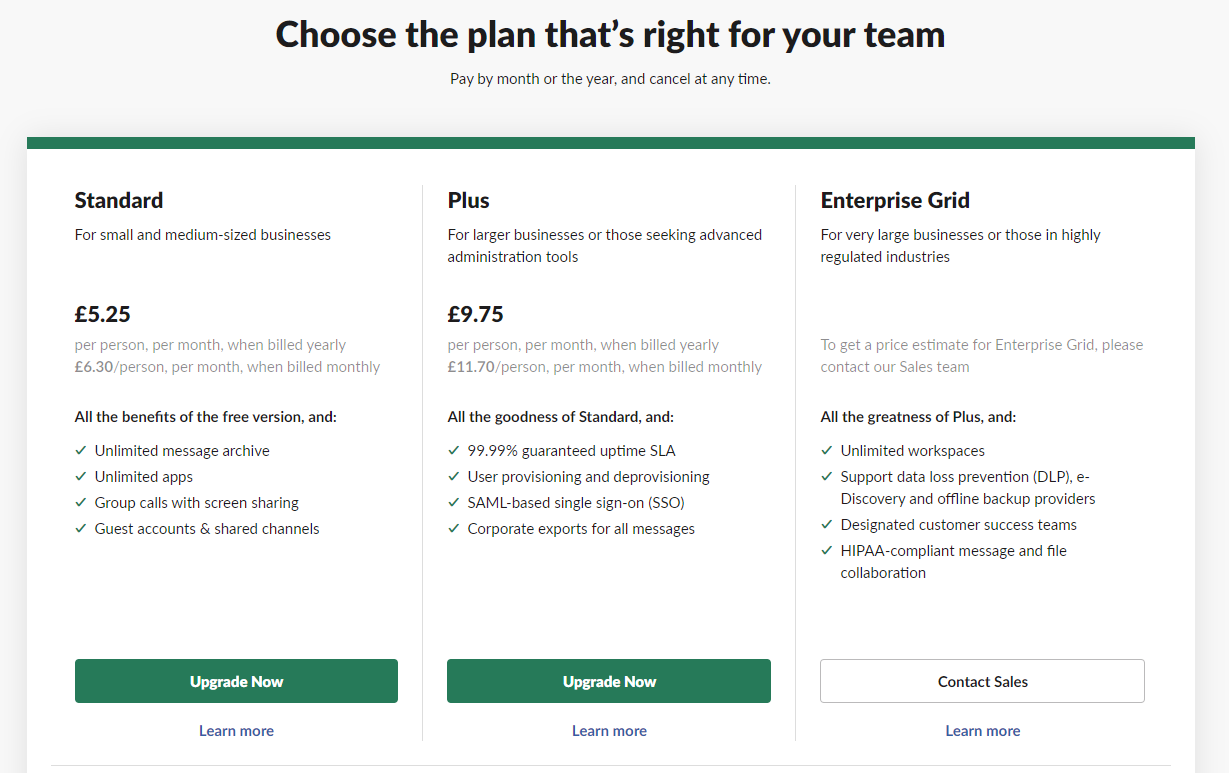 Choose the plan that’s right for your team
Pay by month or the year, and cancel at any time.
Standard
For small and medium-sized businesses
£5.25
per person, per month, when billed yearly
£6.30/person, per month, when billed monthly
All the benefits of the free version, and:
Unlimited message archive
Unlimited apps
Group calls with screen sharing
Guest accounts & shared channels
Upgrade Now
Learn more
Plus
For larger businesses or those seeking advanced
administration tools
£9.75
per person, per month, when billed yearly
£11.70/person, per month, when billed monthly
All the goodness of Standard, and:
99.99% guaranteed uptime SLA
User provisioning and deprovisioning
SAML-based single sign-on (SSO)
Corporate exports for all messages
Upgrade Now
Learn more
Enterprise Grid
For very large businesses or those in highly
regulated industries
To get a price estimate for Enterprise Grid, please
contact our Sales team
All the greatness of Plus, and:
Unlimited workspaces
Support data loss prevention (DLP), e-
Discovery and offline backup providers
Designated customer success teams
HIPAA-compliant message and file
collaboration
Contact Sales
Learn more